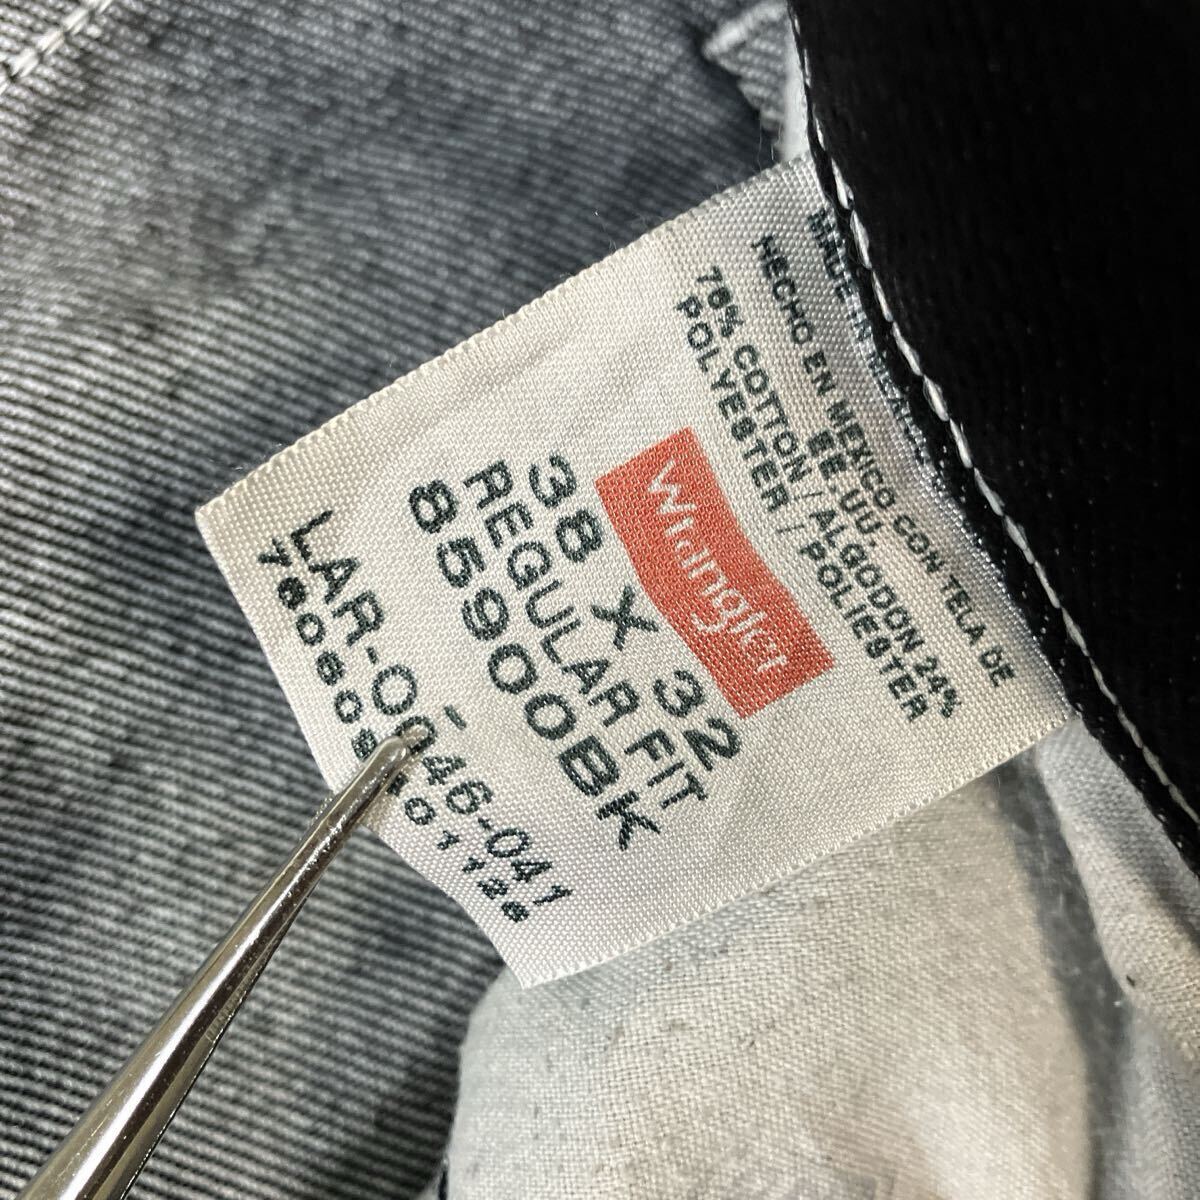 MADE IN
HECHO EN MEXICO CON TELA DE
EE.UU.
76% COTTON / ALGODON 24%
POLYESTER / POLIESTER
Wrangler
38 X 32
REGULAR FIT
85900BK
-
LAR-0046-041